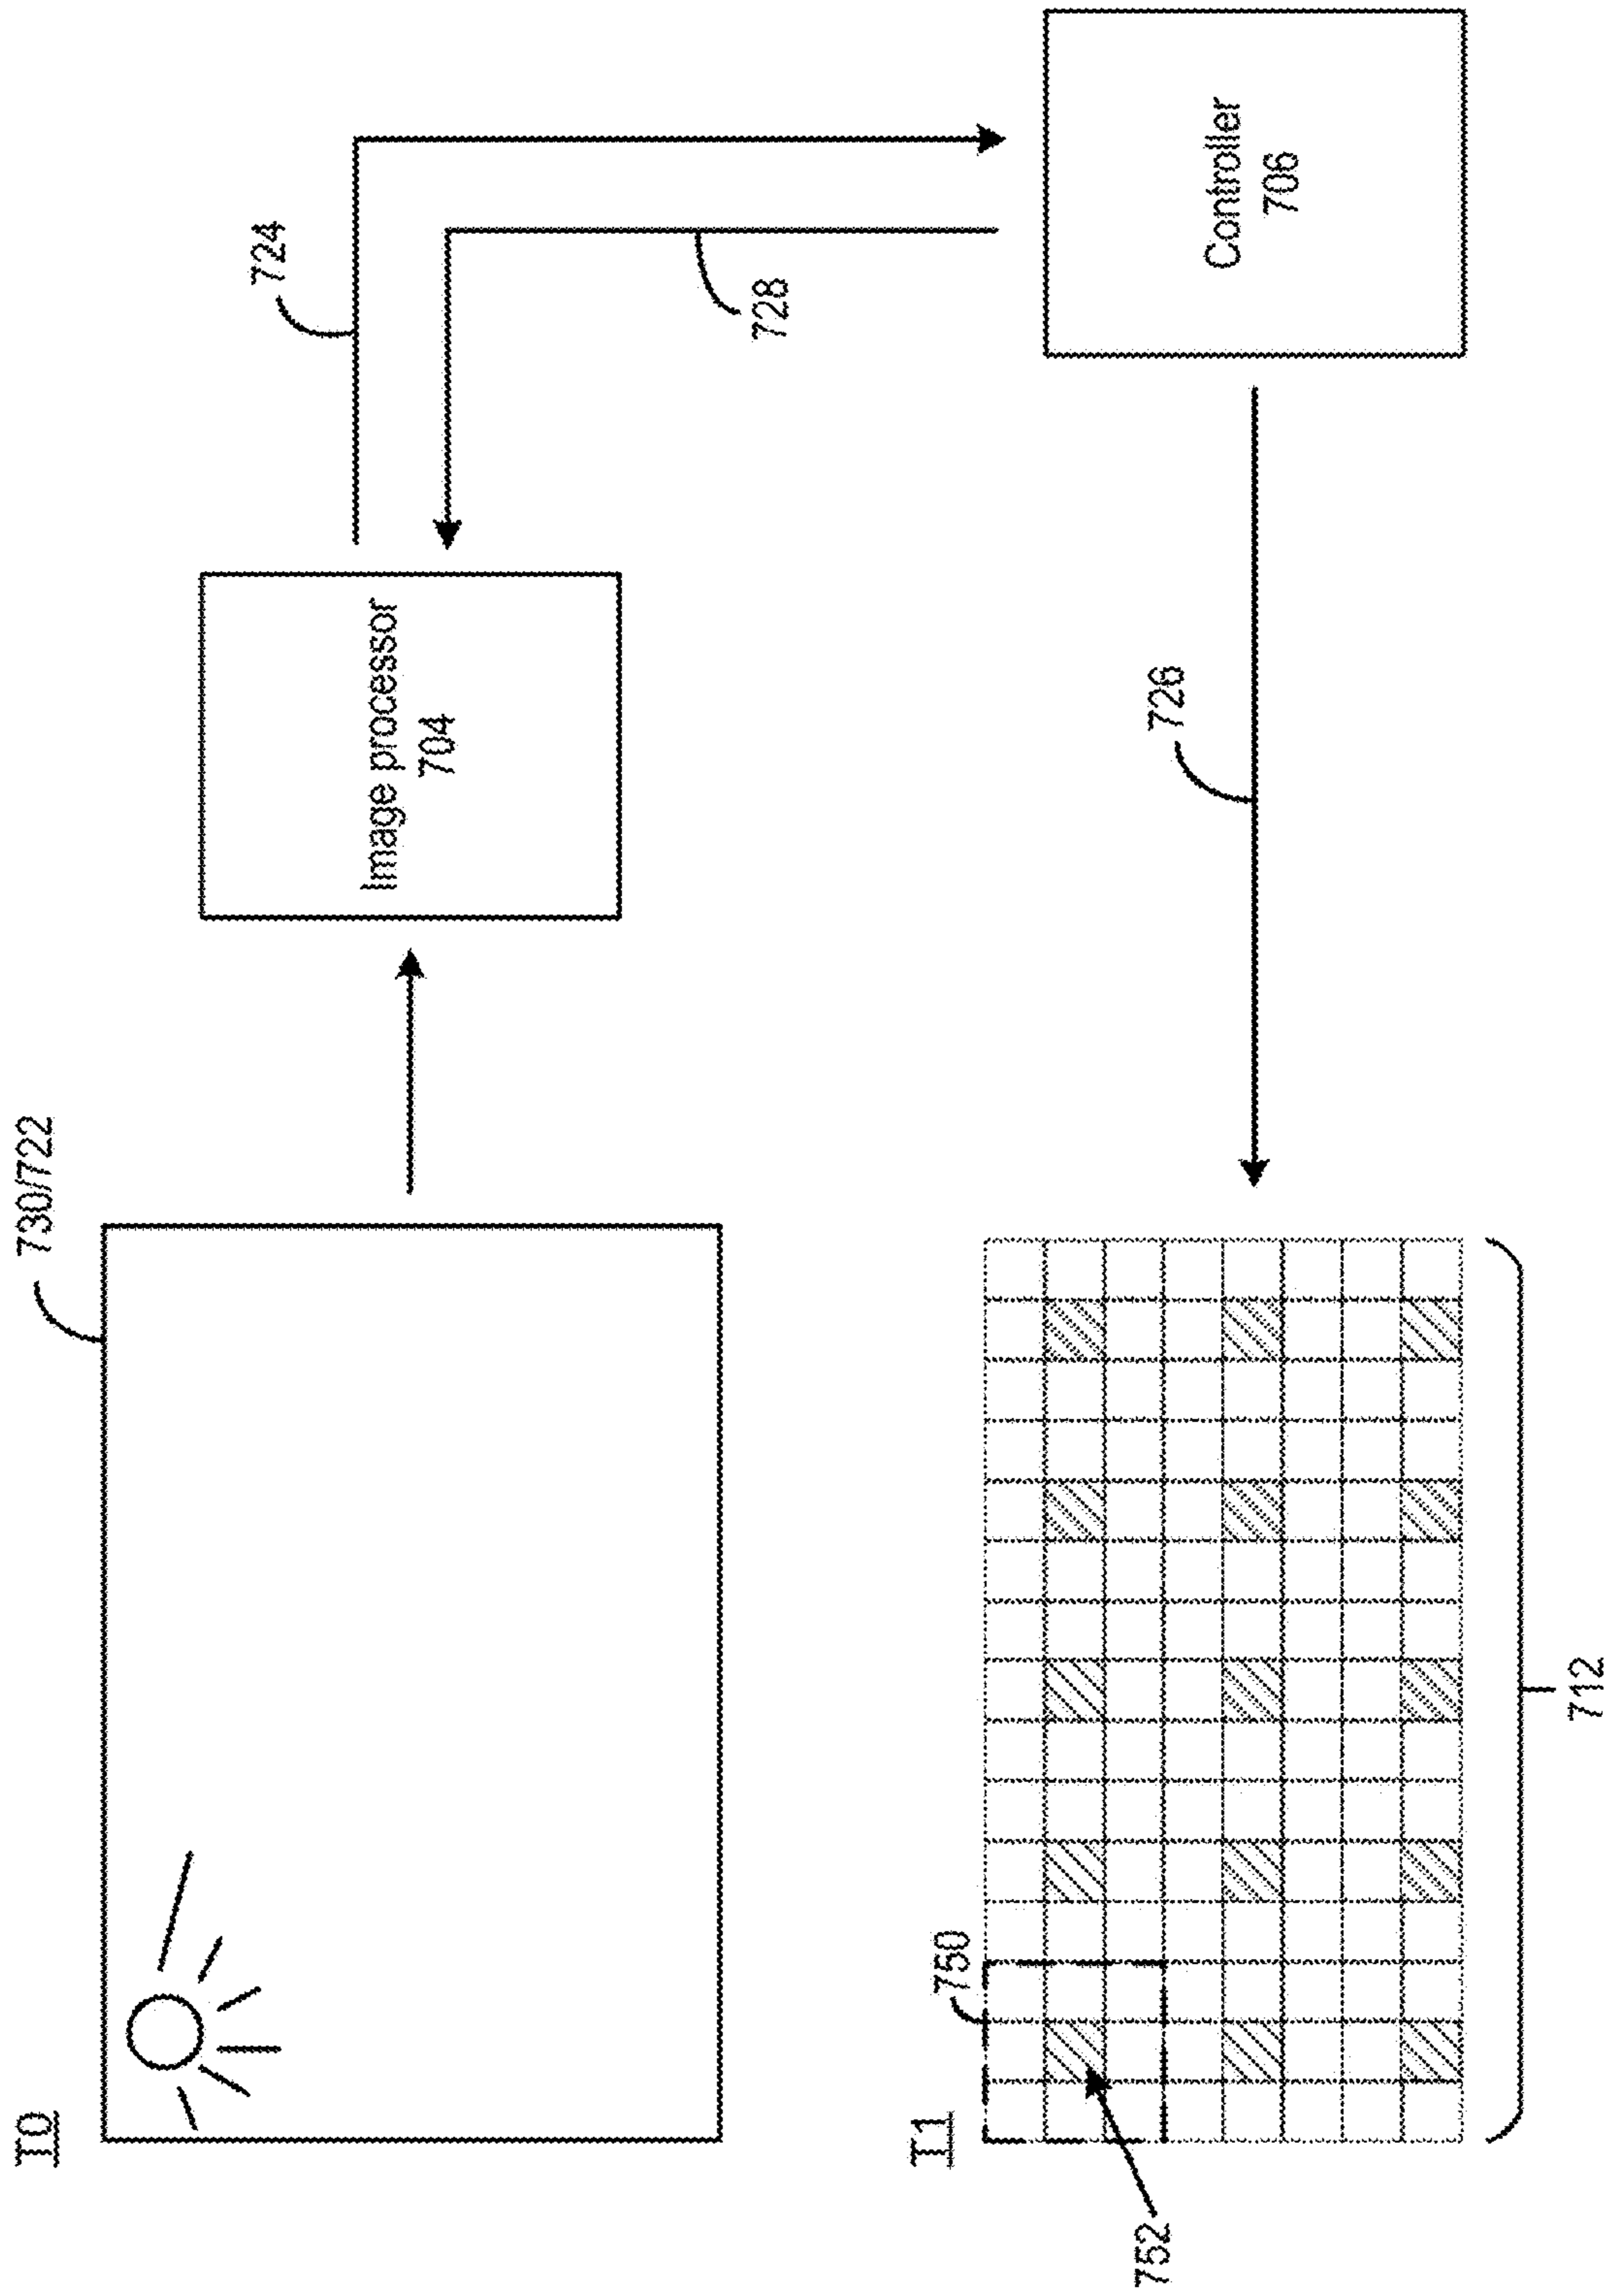 T0
730/722
Image processor
704
724
728
T1
750
752
712
726
Controller
706